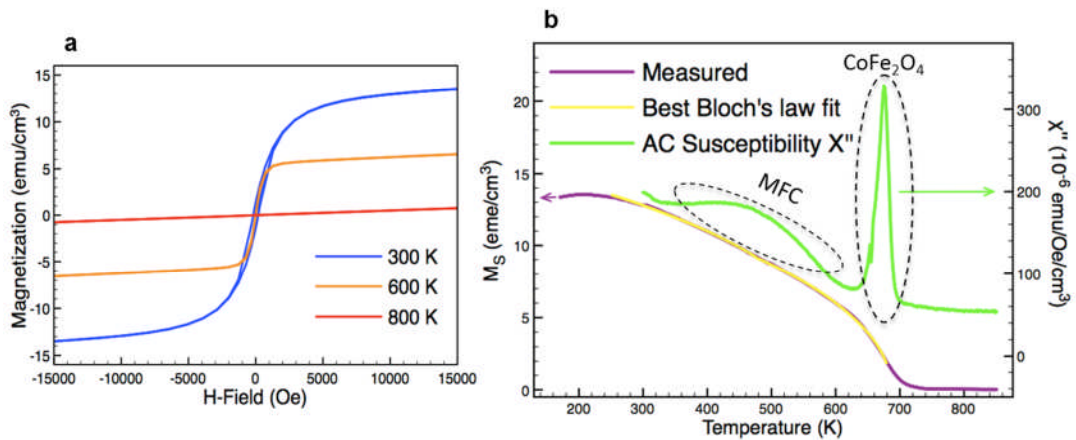 a
15
10
5
0
-5
-10
-15
Magnetization (emu/cm³)
300 K
600 K
800 K
-15000 -10000 -5000 0 5000 10000 15000
H-Field (Oe)
b
CoFe₂O₄
Measured
Best Bloch's law fit
AC Susceptibility X"
MFC
20
15
10
5
0
M_S (eme/cm³)
300
200
100
0
χ" (10⁻⁶ emu/Oe/cm³)
200 300 400 500 600 700 800
Temperature (K)